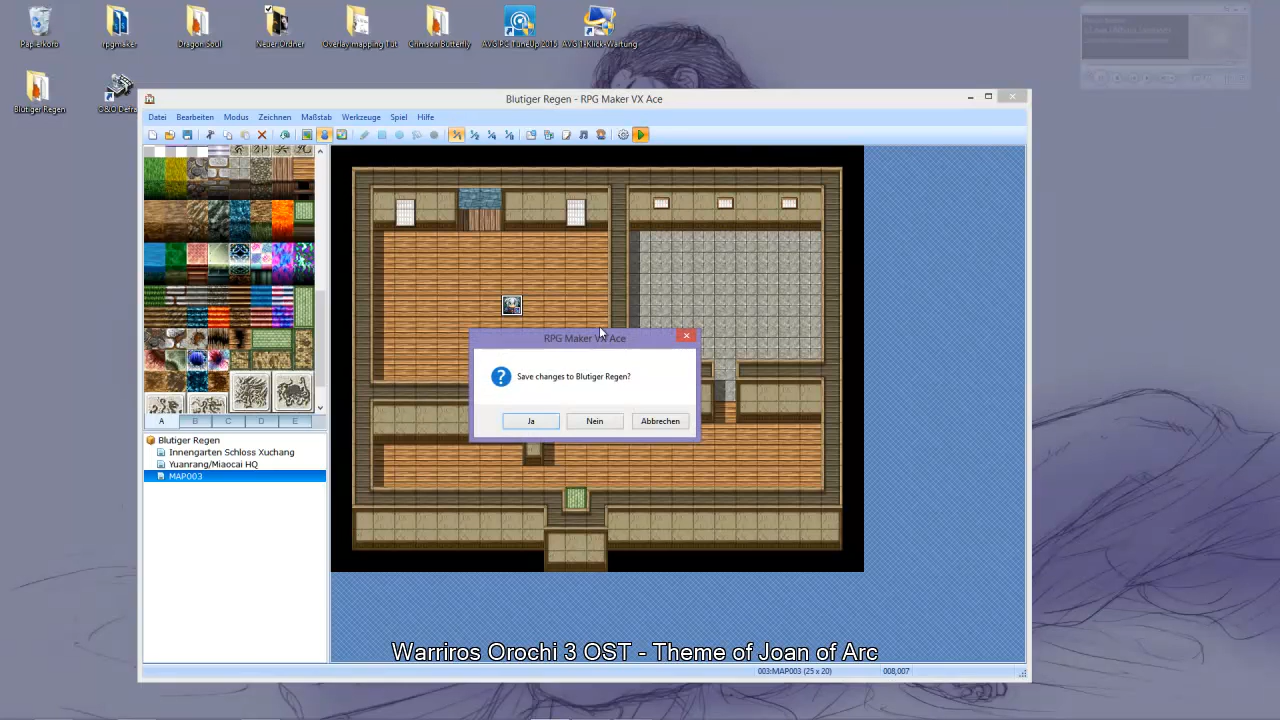 Papierkorb
rpgmaker
Dragon Soul
Neuer Ordner
Overlay mapping Tut
Crimson Butterfly
AVG PC TuneUp 2015
AVG 1-Klick-Wartung
Blutiger Regen
O&O Defra
Blutiger Regen - RPG Maker VX Ace
Datei Bearbeiten Modus Zeichnen Maßstab Werkzeuge Spiel Hilfe
RPG Maker VX Ace
Save changes to Blutiger Regen?
Ja Nein Abbrechen
A B C D E
Blutiger Regen
Innengarten Schloss Xuchang
Yuanrang/Miaocai HQ
MAP003
Warriros Orochi 3 OST - Theme of Joan of Arc
003:MAP003 (25 x 20) 008,007